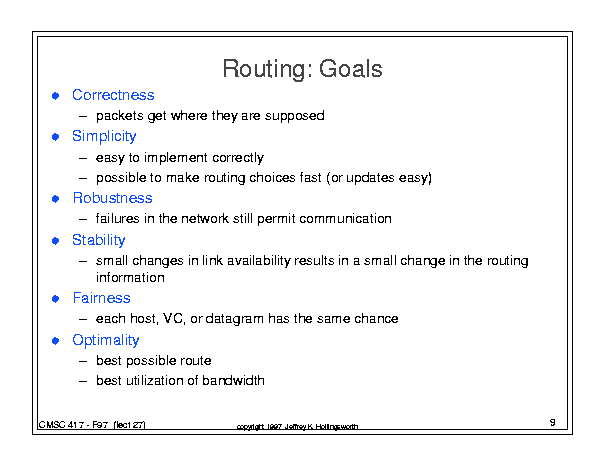 Routing: Goals
● Correctness
– packets get where they are supposed
● Simplicity
– easy to implement correctly
– possible to make routing choices fast (or updates easy)
● Robustness
– failures in the network still permit communication
● Stability
– small changes in link availability results in a small change in the routing
information
● Fairness
– each host, VC, or datagram has the same chance
● Optimality
– best possible route
– best utilization of bandwidth
CMSC 417 - F97 (lect 27)
copyright 1997 Jeffrey K. Hollingsworth
9